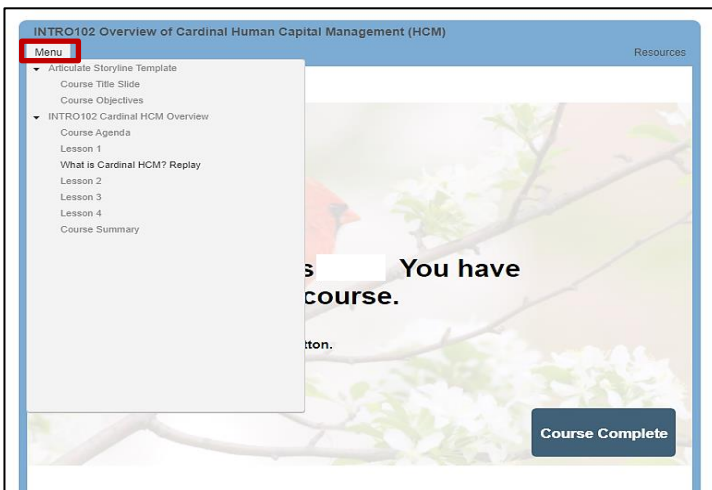 INTRO102 Overview of Cardinal Human Capital Management (HCM)
Menu
Resources
Articulate Storyline Template
Course Title Slide
Course Objectives
INTRO102 Cardinal HCM Overview
Course Agenda
Lesson 1
What is Cardinal HCM? Replay
Lesson 2
Lesson 3
Lesson 4
Course Summary
s You have
course.
tton.
Course Complete